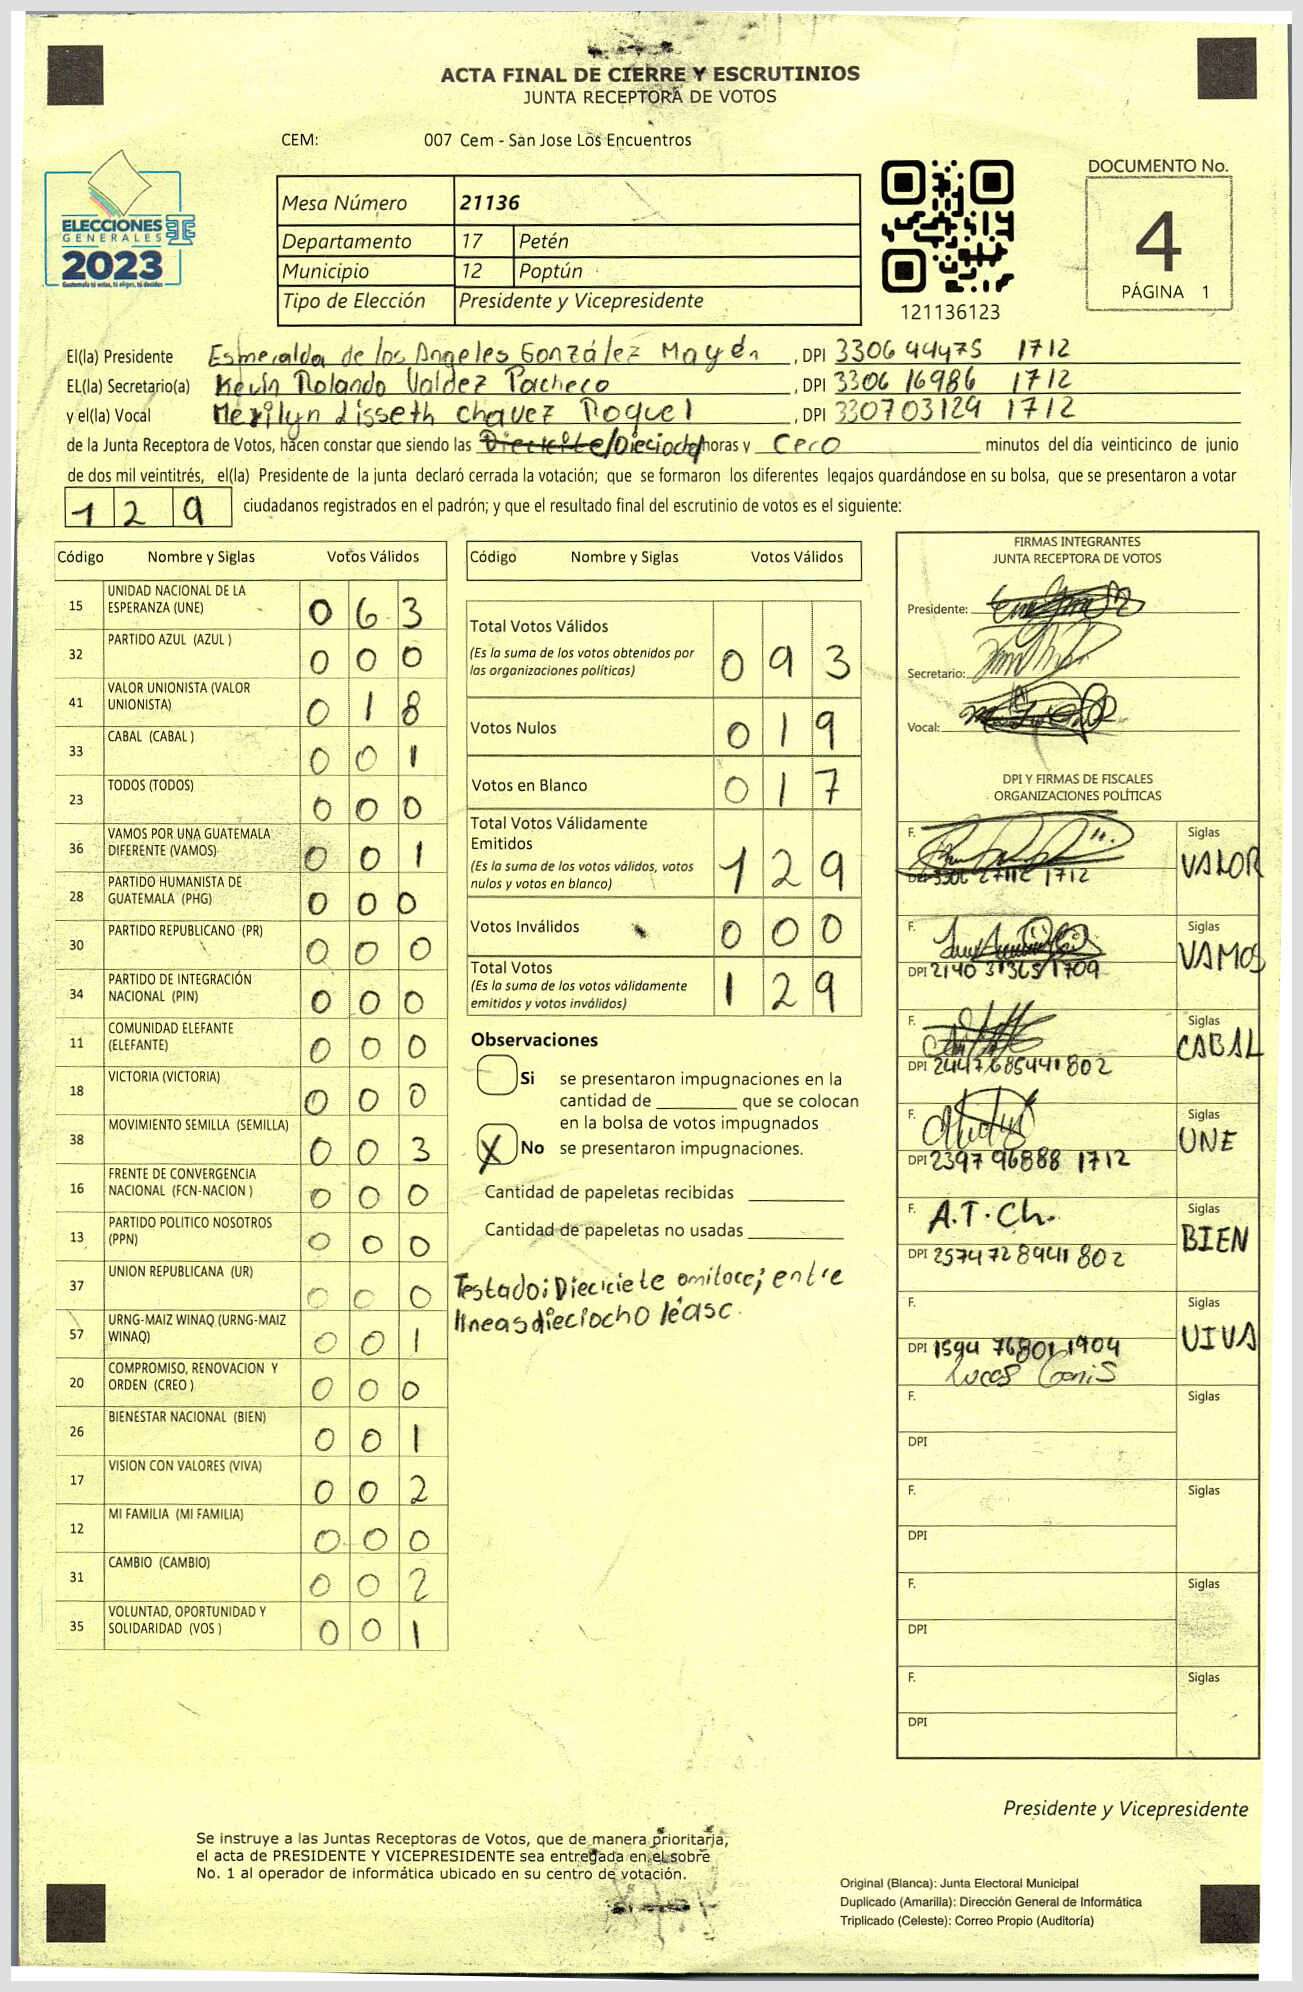 ACTA FINAL DE CIERRE Y ESCRUTINIOS
JUNTA RECEPTORA DE VOTOS
CEM: 007 Cem - San Jose Los Encuentros
DOCUMENTO No.
4
PÁGINA 1
ELECCIONES
GENERALES
2023
Guatemala tú votas, tú eliges, tú decides
Mesa Número 21136
Departamento 17 Petén
Municipio 12 Poptún
Tipo de Elección Presidente y Vicepresidente
121136123
El(la) Presidente Esmeralda de los Angeles González Mayén , DPI 3306 44475 1712
EL(la) Secretario(a) Kevin Rolando Valdez Pacheco , DPI 3306 16986 1712
y el(la) Vocal Merilyn Lisseth Chavez Roquel , DPI 330703129 1712
de la Junta Receptora de Votos, hacen constar que siendo las Dieciciete/Dieciocho horas y Cero minutos del día veinticinco de junio
de dos mil veintitrés, el(la) Presidente de la junta declaró cerrada la votación; que se formaron los diferentes legajos guardándose en su bolsa, que se presentaron a votar
129 ciudadanos registrados en el padrón; y que el resultado final del escrutinio de votos es el siguiente:
Código Nombre y Siglas Votos Válidos
15 UNIDAD NACIONAL DE LA
ESPERANZA (UNE) 0 6 3
32 PARTIDO AZUL (AZUL ) 0 0 0
41 VALOR UNIONISTA (VALOR
UNIONISTA) 0 1 8
33 CABAL (CABAL ) 0 0 1
23 TODOS (TODOS) 0 0 0
36 VAMOS POR UNA GUATEMALA
DIFERENTE (VAMOS) 0 0 1
28 PARTIDO HUMANISTA DE
GUATEMALA (PHG) 0 0 0
30 PARTIDO REPUBLICANO (PR) 0 0 0
34 PARTIDO DE INTEGRACIÓN
NACIONAL (PIN) 0 0 0
11 COMUNIDAD ELEFANTE
(ELEFANTE) 0 0 0
18 VICTORIA (VICTORIA) 0 0 0
38 MOVIMIENTO SEMILLA (SEMILLA) 0 0 3
16 FRENTE DE CONVERGENCIA
NACIONAL (FCN-NACION ) 0 0 0
13 PARTIDO POLITICO NOSOTROS
(PPN) 0 0 0
37 UNION REPUBLICANA (UR) 0 0 0
57 URNG-MAIZ WINAQ (URNG-MAIZ
WINAQ) 0 0 1
20 COMPROMISO, RENOVACION Y
ORDEN (CREO ) 0 0 0
26 BIENESTAR NACIONAL (BIEN) 0 0 1
17 VISION CON VALORES (VIVA) 0 0 2
12 MI FAMILIA (MI FAMILIA) 0 0 0
31 CAMBIO (CAMBIO) 0 0 2
35 VOLUNTAD, OPORTUNIDAD Y
SOLIDARIDAD (VOS ) 0 0 1
Código Nombre y Siglas Votos Válidos
Total Votos Válidos
(Es la suma de los votos obtenidos por
las organizaciones políticas) 0 9 3
Votos Nulos 0 1 9
Votos en Blanco 0 1 7
Total Votos Válidamente
Emitidos
(Es la suma de los votos válidos, votos
nulos y votos en blanco) 1 2 9
Votos Inválidos 0 0 0
Total Votos
(Es la suma de los votos válidamente
emitidos y votos inválidos) 1 2 9
Observaciones
Si se presentaron impugnaciones en la
cantidad de ________ que se colocan
en la bolsa de votos impugnados
X No se presentaron impugnaciones.
Cantidad de papeletas recibidas
Cantidad de papeletas no usadas
Testado: Dieciciete omitoce; entre
lineas dieciocho léasc.
FIRMAS INTEGRANTES
JUNTA RECEPTORA DE VOTOS
Presidente:
Secretario:
Vocal:
DPI Y FIRMAS DE FISCALES
ORGANIZACIONES POLÍTICAS
F. Siglas
VALOR
DPI 3306 27112 1712
F. Siglas
VAMOS
DPI 2140 31365 1709
F. Siglas
CABAL
DPI 2447685441802
F. Siglas
UNE
DPI 2397 96888 1712
F. A.T.Ch. Siglas
BIEN
DPI 2574728941802
F. Siglas
VIVA
DPI 1594 76801 1904
F. Siglas
DPI
F. Siglas
DPI
F. Siglas
DPI
F. Siglas
DPI
Presidente y Vicepresidente
Se instruye a las Juntas Receptoras de Votos, que de manera prioritaria,
el acta de PRESIDENTE Y VICEPRESIDENTE sea entregada en el sobre
No. 1 al operador de informática ubicado en su centro de votación.
Original (Blanca): Junta Electoral Municipal
Duplicado (Amarilla): Dirección General de Informática
Triplicado (Celeste): Correo Propio (Auditoría)